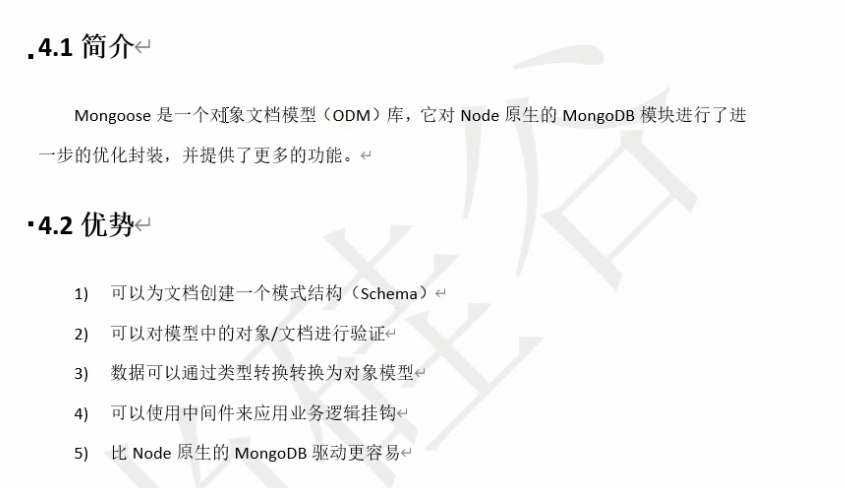 4.1 简介
Mongoose 是一个对象文档模型（ODM）库，它对 Node 原生的 MongoDB 模块进行了进
一步的优化封装，并提供了更多的功能。
4.2 优势
1) 可以为文档创建一个模式结构（Schema）
2) 可以对模型中的对象/文档进行验证
3) 数据可以通过类型转换转换为对象模型
4) 可以使用中间件来应用业务逻辑挂钩
5) 比 Node 原生的 MongoDB 驱动更容易
硅谷